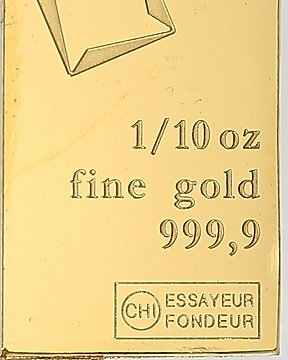 1/10 oz
fine gold
999,9
CHI ESSAYEUR
FONDEUR